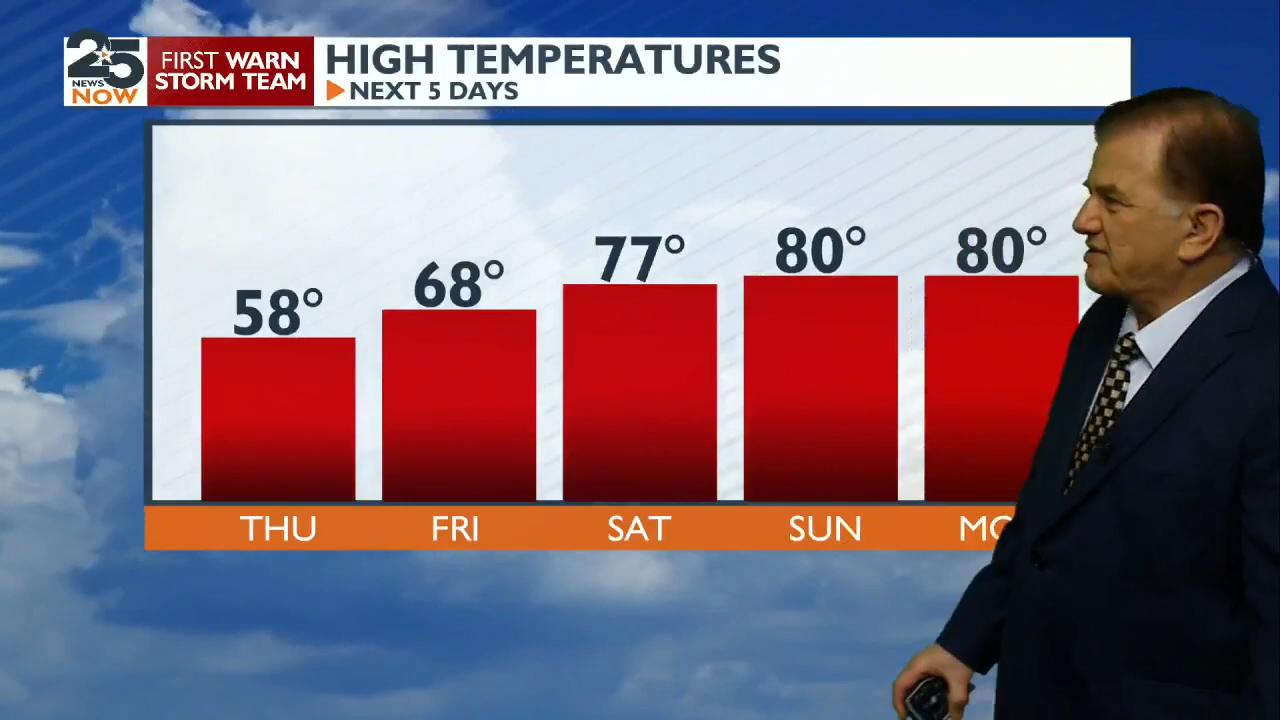 25
NEWS
NOW
FIRST WARN
STORM TEAM
HIGH TEMPERATURES
NEXT 5 DAYS
58° 68° 77° 80° 80°
THU FRI SAT SUN MO